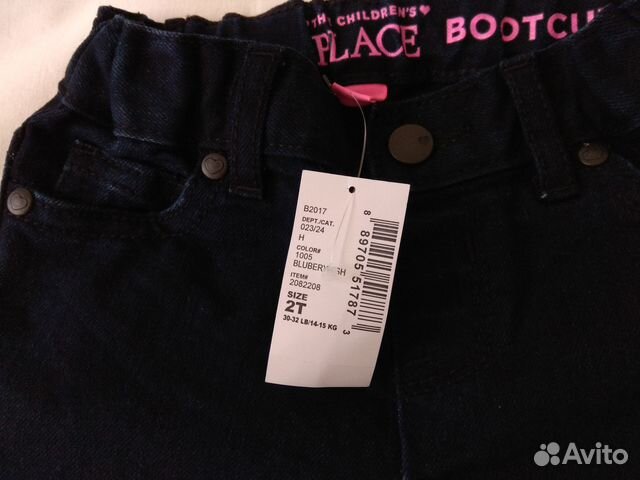 THE CHILDREN'S♥
PLACE
BOOTCU
B2017
DEPT./CAT.
023/24
H
COLOR#
1005
ITEM#
2082208
SIZE
2T
30-32 LB/14-15 KG
8 89705 51787 3
Avito